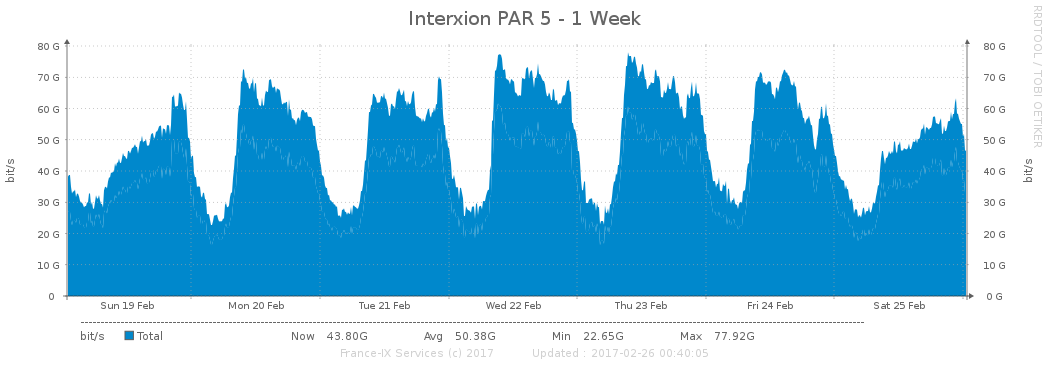 Interxion PAR 5 - 1 Week
RRDTOOL / TOBI OETIKER
80 G 80 G
70 G 70 G
60 G 60 G
50 G 50 G
40 G 40 G
30 G 30 G
20 G 20 G
10 G 10 G
0 0 G
bit/s
bit/s
Sun 19 Feb Mon 20 Feb Tue 21 Feb Wed 22 Feb Thu 23 Feb Fri 24 Feb Sat 25 Feb
bit/s Total Now 43.80G Avg 50.38G Min 22.65G Max 77.92G
France-IX Services (c) 2017 Updated : 2017-02-26 00:40:05